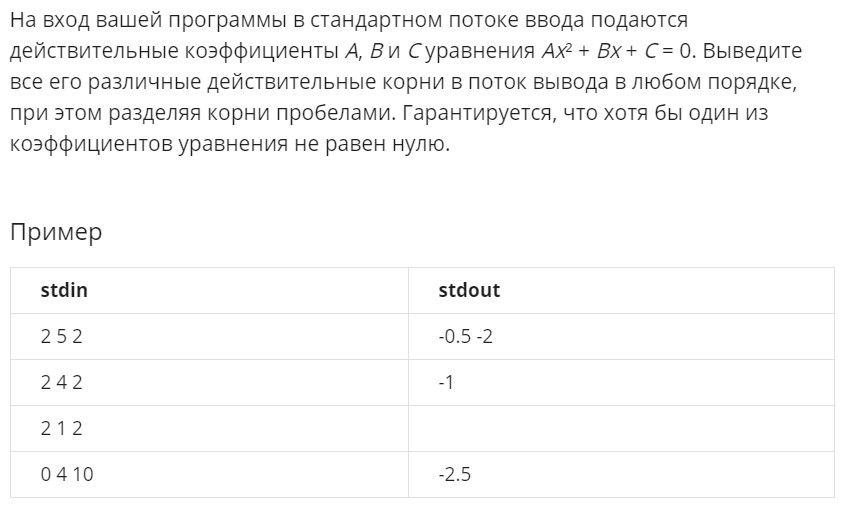 На вход вашей программы в стандартном потоке ввода подаются
действительные коэффициенты A, B и C уравнения Ax² + Bx + C = 0. Выведите
все его различные действительные корни в поток вывода в любом порядке,
при этом разделяя корни пробелами. Гарантируется, что хотя бы один из
коэффициентов уравнения не равен нулю.
Пример
stdin stdout
2 5 2 -0.5 -2
2 4 2 -1
2 1 2
0 4 10 -2.5